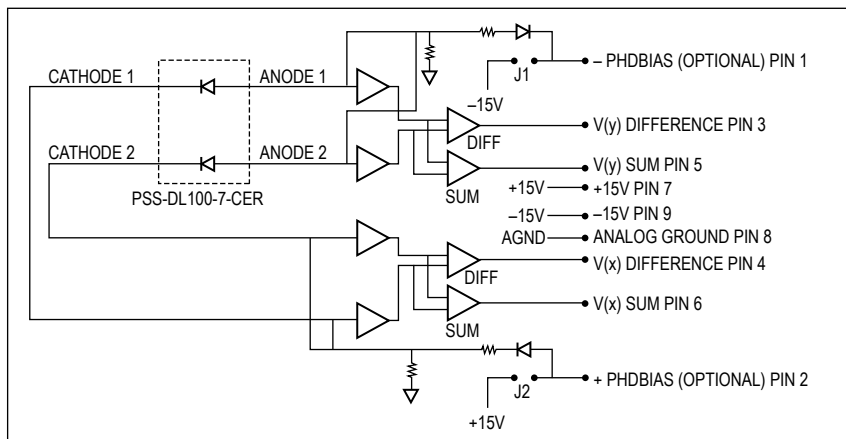 – PHDBIAS (OPTIONAL) PIN 1
J1
–15V
CATHODE 1
ANODE 1
V(y) DIFFERENCE PIN 3
DIFF
CATHODE 2
ANODE 2
V(y) SUM PIN 5
SUM
PSS-DL100-7-CER
+15V
+15V PIN 7
–15V
–15V PIN 9
AGND
ANALOG GROUND PIN 8
V(x) DIFFERENCE PIN 4
DIFF
V(x) SUM PIN 6
SUM
+ PHDBIAS (OPTIONAL) PIN 2
J2
+15V